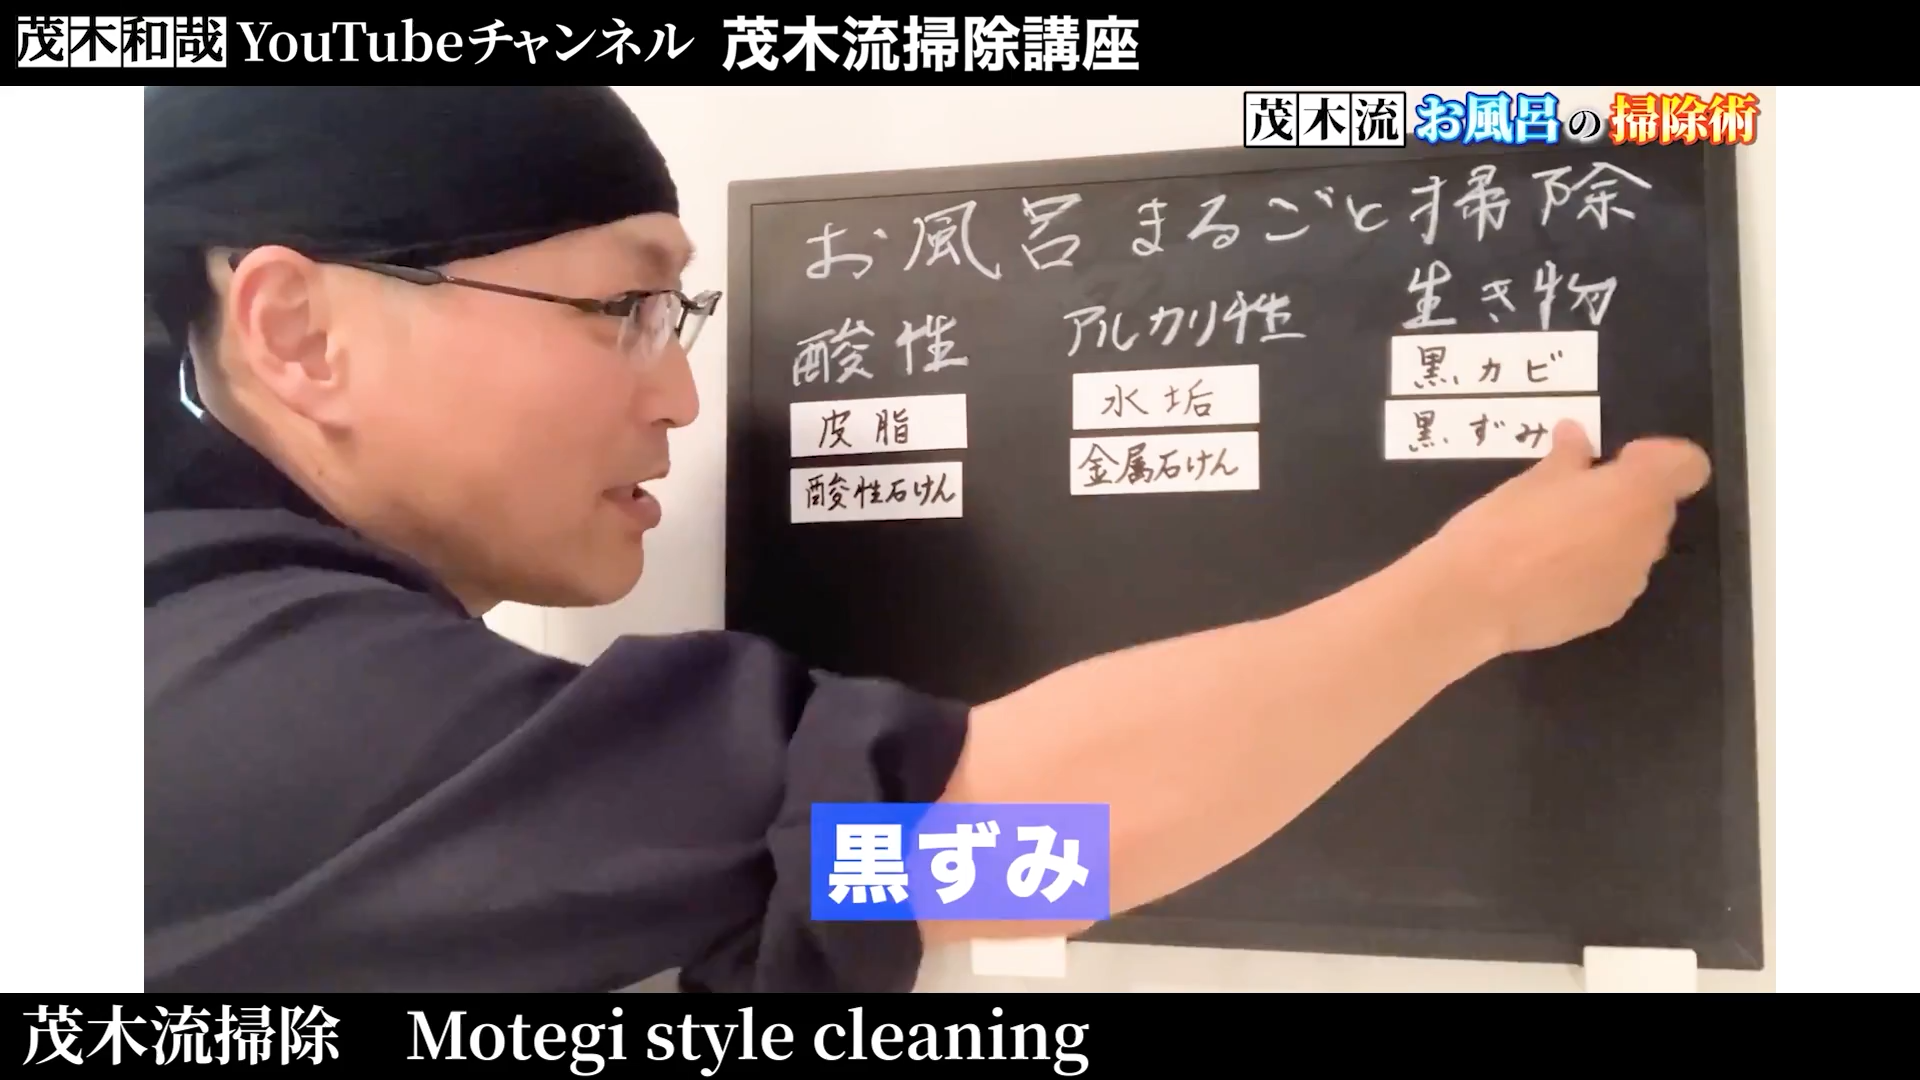 茂木和哉 YouTubeチャンネル 茂木流掃除講座
茂木流 お風呂の掃除術
お風呂まるごと掃除
酸性
皮脂
酸性石けん
アルカリ性
水垢
金属石けん
生き物
黒カビ
黒ずみ
黒ずみ
茂木流掃除 Motegi style cleaning